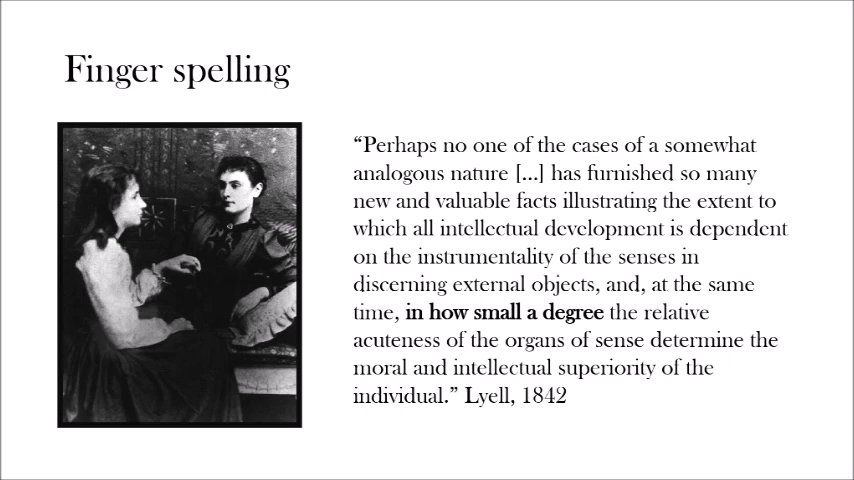 Finger spelling
“Perhaps no one of the cases of a somewhat
analogous nature [...] has furnished so many
new and valuable facts illustrating the extent to
which all intellectual development is dependent
on the instrumentality of the senses in
discerning external objects, and, at the same
time, in how small a degree the relative
acuteness of the organs of sense determine the
moral and intellectual superiority of the
individual.” Lyell, 1842